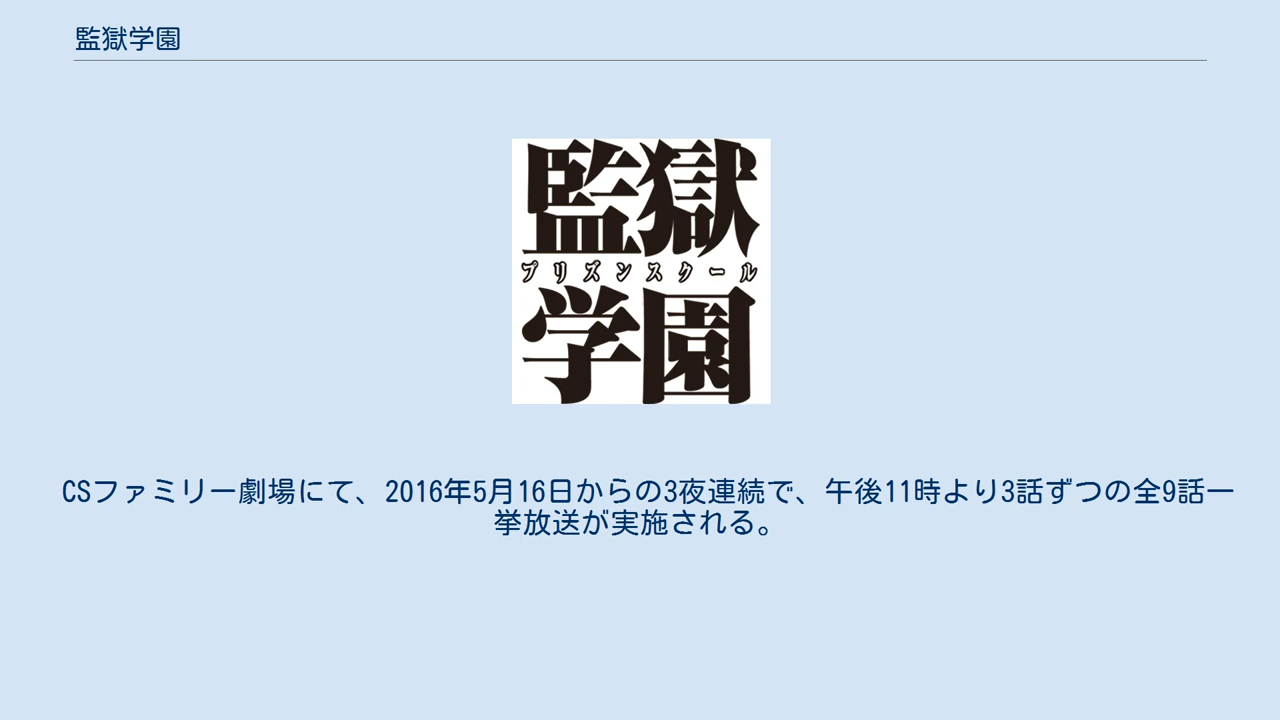 監獄学園
監獄
プリズンスクール
学園
CSファミリー劇場にて、2016年5月16日からの3夜連続で、午後11時より3話ずつの全9話一
挙放送が実施される。